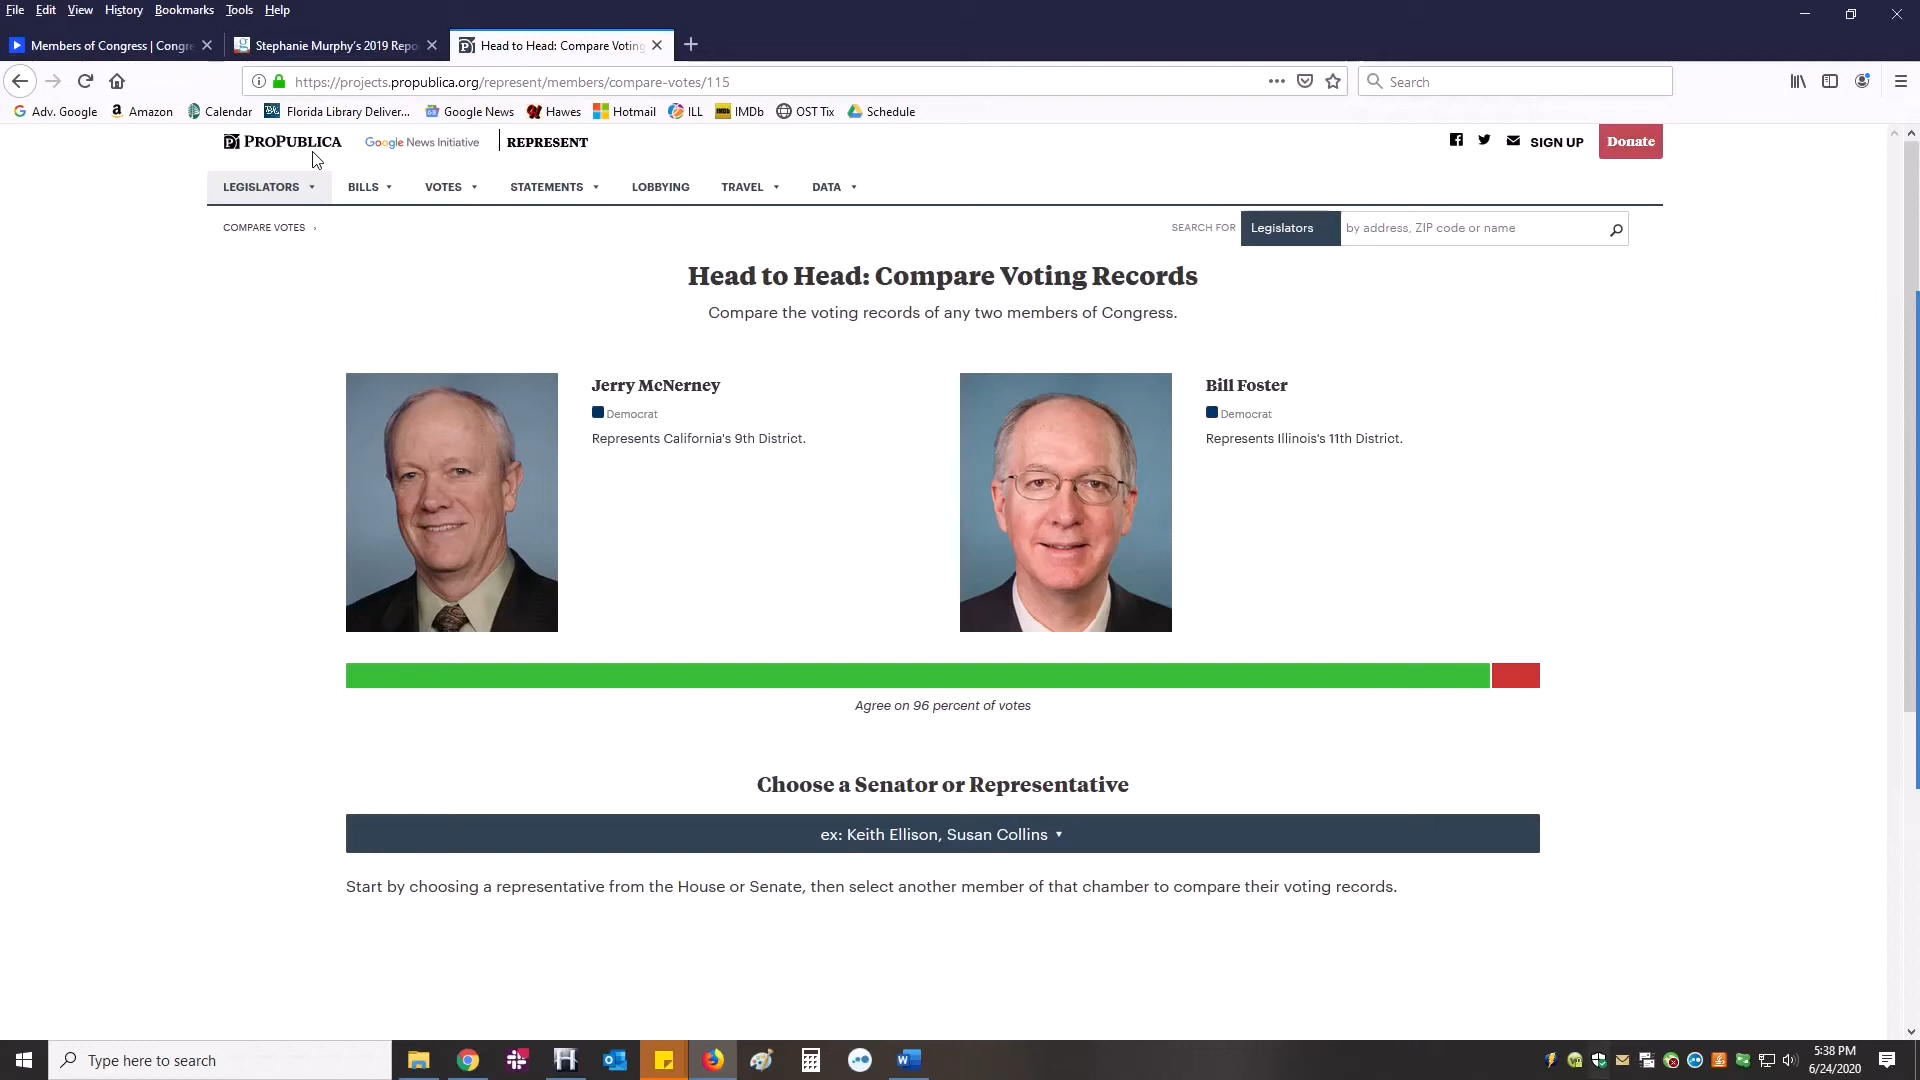 File Edit View History Bookmarks Tools Help
Members of Congress | Congre
Stephanie Murphy's 2019 Repo
Head to Head: Compare Voting
https://projects.propublica.org/represent/members/compare-votes/115
Search
Adv. Google Amazon Calendar Florida Library Deliver... Google News Hawes Hotmail ILL IMDb OST Tix Schedule
PROPUBLICA Google News Initiative REPRESENT SIGN UP Donate
LEGISLATORS BILLS VOTES STATEMENTS LOBBYING TRAVEL DATA
COMPARE VOTES › SEARCH FOR Legislators by address, ZIP code or name
Head to Head: Compare Voting Records
Compare the voting records of any two members of Congress.
Jerry McNerney
Democrat
Represents California's 9th District.
Bill Foster
Democrat
Represents Illinois's 11th District.
Agree on 96 percent of votes
Choose a Senator or Representative
ex: Keith Ellison, Susan Collins
Start by choosing a representative from the House or Senate, then select another member of that chamber to compare their voting records.
Type here to search
5:38 PM
6/24/2020